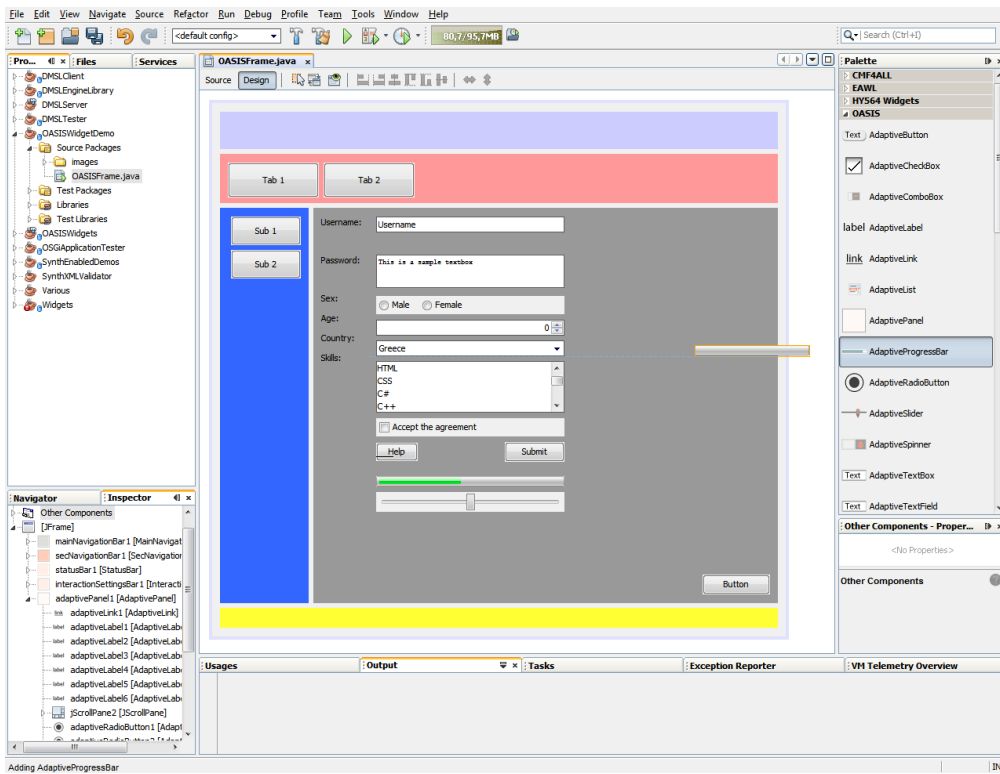 File Edit View Navigate Source Refactor Run Debug Profile Team Tools Window Help
<default config> 80,7/95,7MB Search (Ctrl+I)
Pro... Files Services
DMSLClient
DMSLEngineLibrary
DMSLServer
DMSLTester
OASISWidgetDemo
Source Packages
images
OASISFrame.java
Test Packages
Libraries
Test Libraries
OASISWidgets
OSGiApplicationTester
SynthEnabledDemos
SynthXMLValidator
Various
Widgets
Navigator Inspector
Other Components
[JFrame]
mainNavigationBar1 [MainNavigat
secNavigationBar1 [SecNavigation
statusBar1 [StatusBar]
interactionSettingsBar1 [Interacti
adaptivePanel1 [AdaptivePanel]
link adaptiveLink1 [AdaptiveLink]
label adaptiveLabel1 [AdaptiveLab
label adaptiveLabel2 [AdaptiveLab
label adaptiveLabel3 [AdaptiveLab
label adaptiveLabel4 [AdaptiveLab
label adaptiveLabel5 [AdaptiveLab
label adaptiveLabel6 [AdaptiveLab
jScrollPane2 [JScrollPane]
adaptiveRadioButton1 [Adapt
OASISFrame.java
Source Design
Tab 1 Tab 2
Sub 1
Sub 2
Username: Username
Password: This is a sample textbox
Sex: Male Female
Age: 0
Country: Greece
Skills: HTML
CSS
C#
C++
Accept the agreement
Help Submit
Button
Palette
CMF4ALL
EAWL
HY564 Widgets
OASIS
Text AdaptiveButton
AdaptiveCheckBox
AdaptiveComboBox
label AdaptiveLabel
link AdaptiveLink
AdaptiveList
AdaptivePanel
AdaptiveProgressBar
AdaptiveRadioButton
AdaptiveSlider
AdaptiveSpinner
Text AdaptiveTextBox
Text AdaptiveTextField
Other Components - Proper...
<No Properties>
Other Components
Usages Output Tasks Exception Reporter VM Telemetry Overview
Adding AdaptiveProgressBar IN